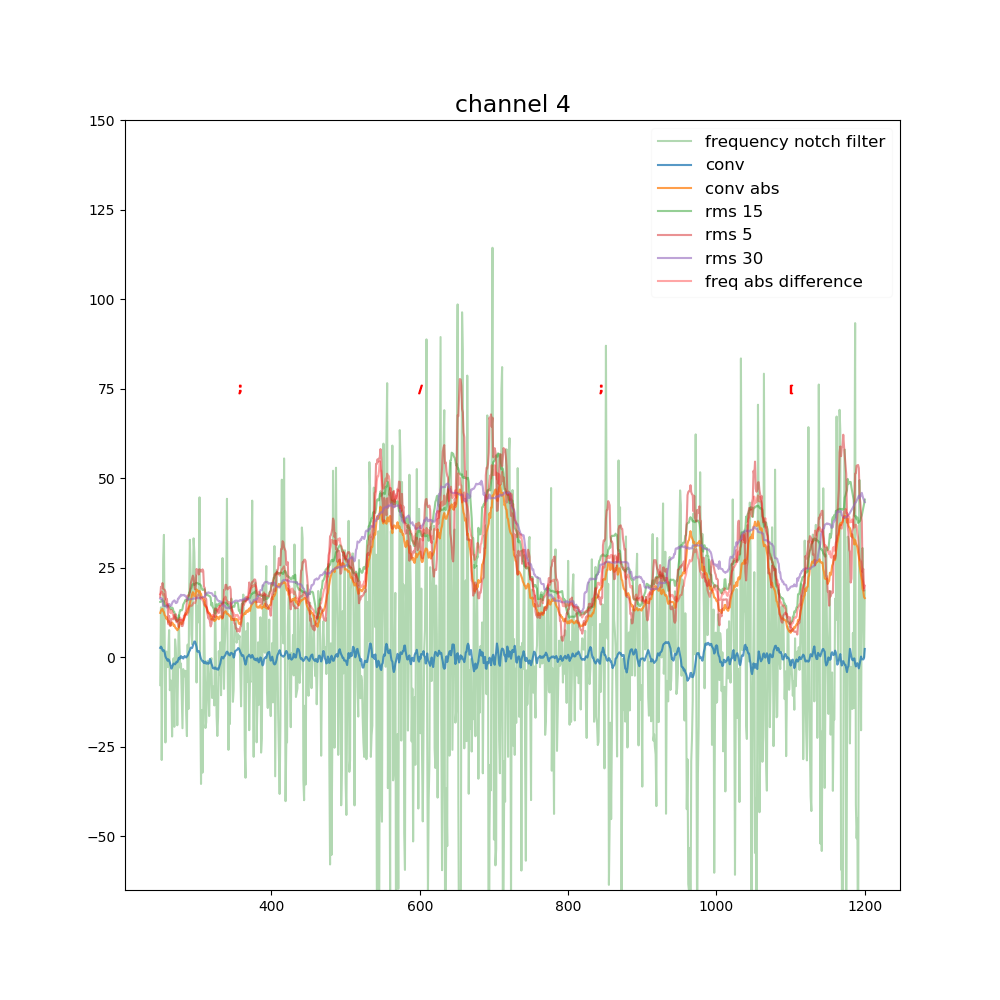 channel 4
150
125
100
75
50
25
0
−25
−50
frequency notch filter
conv
conv abs
rms 15
rms 5
rms 30
freq abs difference
; / ; [
400 600 800 1000 1200